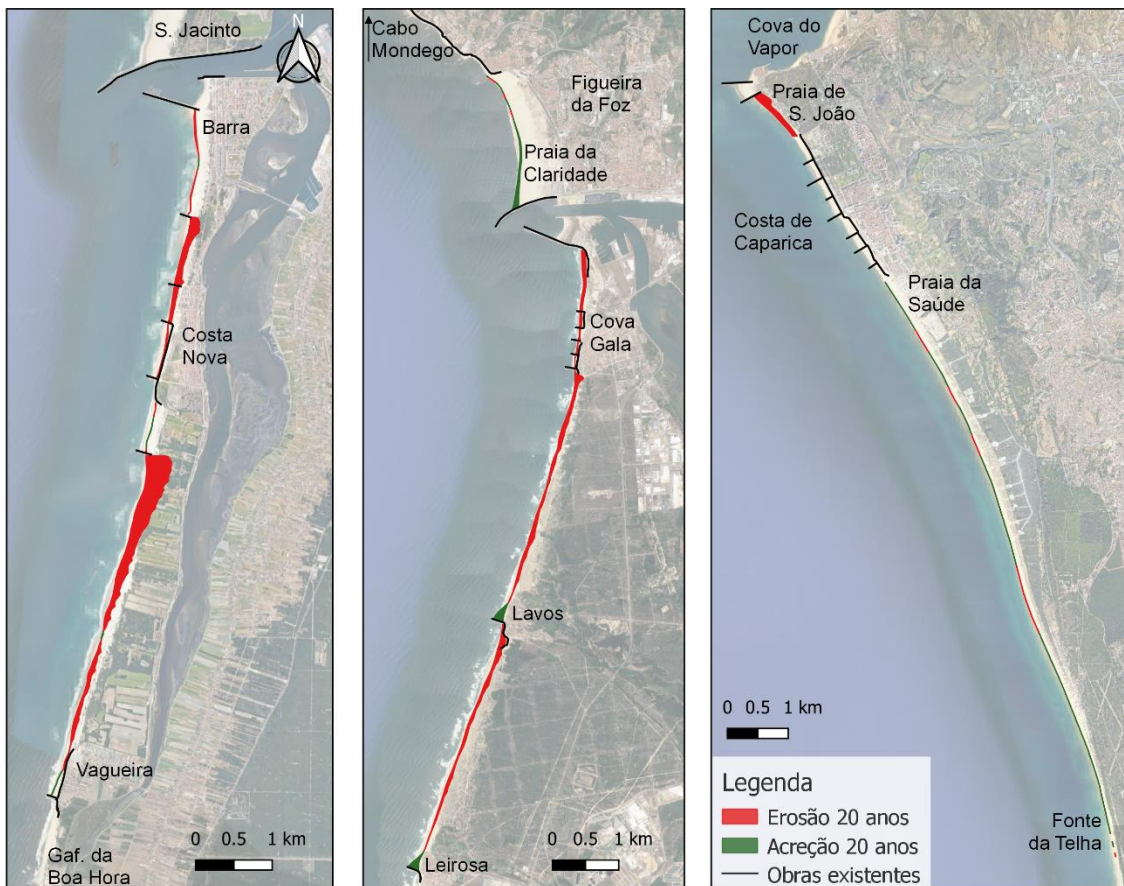 S. Jacinto
N
Barra
Costa
Nova
Vagueira
Gaf. da
Boa Hora
0 0.5 1 km
Cabo
Mondego
Figueira
da Foz
Praia da
Claridade
Cova
Gala
Lavos
Leirosa
0 0.5 1 km
Cova do
Vapor
Praia de
S. João
Costa de
Caparica
Praia da
Saúde
0 0.5 1 km
Legenda
Erosão 20 anos
Acreção 20 anos
Obras existentes
Fonte
da Telha